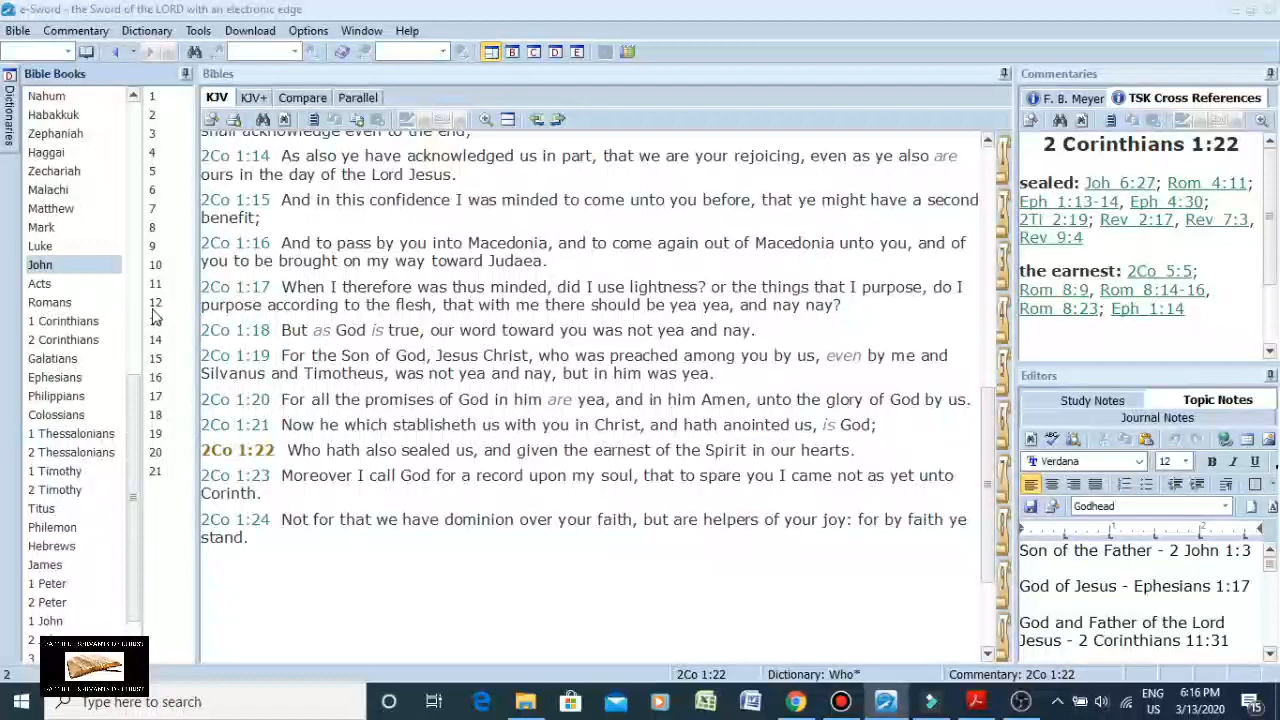 e-Sword - the Sword of the LORD with an electronic edge
Bible Commentary Dictionary Tools Download Options Window Help
B C D E
D Bible Books
Dictionaries
Nahum
Habakkuk
Zephaniah
Haggai
Zechariah
Malachi
Matthew
Mark
Luke
John
Acts
Romans
1 Corinthians
2 Corinthians
Galatians
Ephesians
Philippians
Colossians
1 Thessalonians
2 Thessalonians
1 Timothy
2 Timothy
Titus
Philemon
Hebrews
James
1 Peter
2 Peter
1 John
2
3
1
2
3
4
5
6
7
8
9
10
11
12
14
15
16
17
18
19
20
21
Bibles
KJV KJV+ Compare Parallel
shall acknowledge even to the end;
2Co 1:14 As also ye have acknowledged us in part, that we are your rejoicing, even as ye also are
ours in the day of the Lord Jesus.
2Co 1:15 And in this confidence I was minded to come unto you before, that ye might have a second
benefit;
2Co 1:16 And to pass by you into Macedonia, and to come again out of Macedonia unto you, and of
you to be brought on my way toward Judaea.
2Co 1:17 When I therefore was thus minded, did I use lightness? or the things that I purpose, do I
purpose according to the flesh, that with me there should be yea yea, and nay nay?
2Co 1:18 But as God is true, our word toward you was not yea and nay.
2Co 1:19 For the Son of God, Jesus Christ, who was preached among you by us, even by me and
Silvanus and Timotheus, was not yea and nay, but in him was yea.
2Co 1:20 For all the promises of God in him are yea, and in him Amen, unto the glory of God by us.
2Co 1:21 Now he which stablisheth us with you in Christ, and hath anointed us, is God;
2Co 1:22 Who hath also sealed us, and given the earnest of the Spirit in our hearts.
2Co 1:23 Moreover I call God for a record upon my soul, that to spare you I came not as yet unto
Corinth.
2Co 1:24 Not for that we have dominion over your faith, but are helpers of your joy: for by faith ye
stand.
Commentaries
F. B. Meyer TSK Cross References
2 Corinthians 1:22
sealed: Joh 6:27; Rom 4:11;
Eph 1:13-14, Eph 4:30;
2Ti 2:19; Rev 2:17, Rev 7:3,
Rev 9:4
the earnest: 2Co 5:5;
Rom 8:9, Rom 8:14-16,
Rom 8:23; Eph 1:14
Editors
Study Notes Topic Notes
Journal Notes
Verdana 12 B I U
Godhead
1 2
Son of the Father - 2 John 1:3
God of Jesus - Ephesians 1:17
God and Father of the Lord
Jesus - 2 Corinthians 11:31
2 2Co 1:22 Dictionary: Who* Commentary: 2Co 1:22
Type here to search
ENG
US
6:16 PM
3/13/2020
15